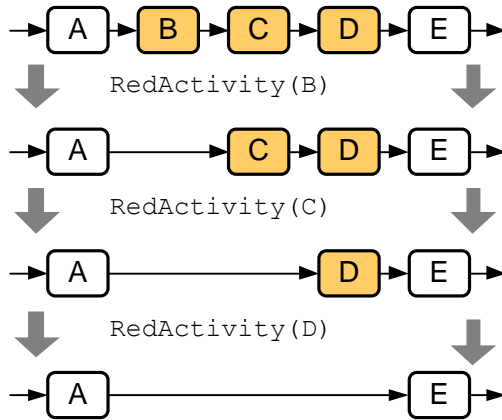 A B C D E
RedActivity(B)
A C D E
RedActivity(C)
A D E
RedActivity(D)
A E